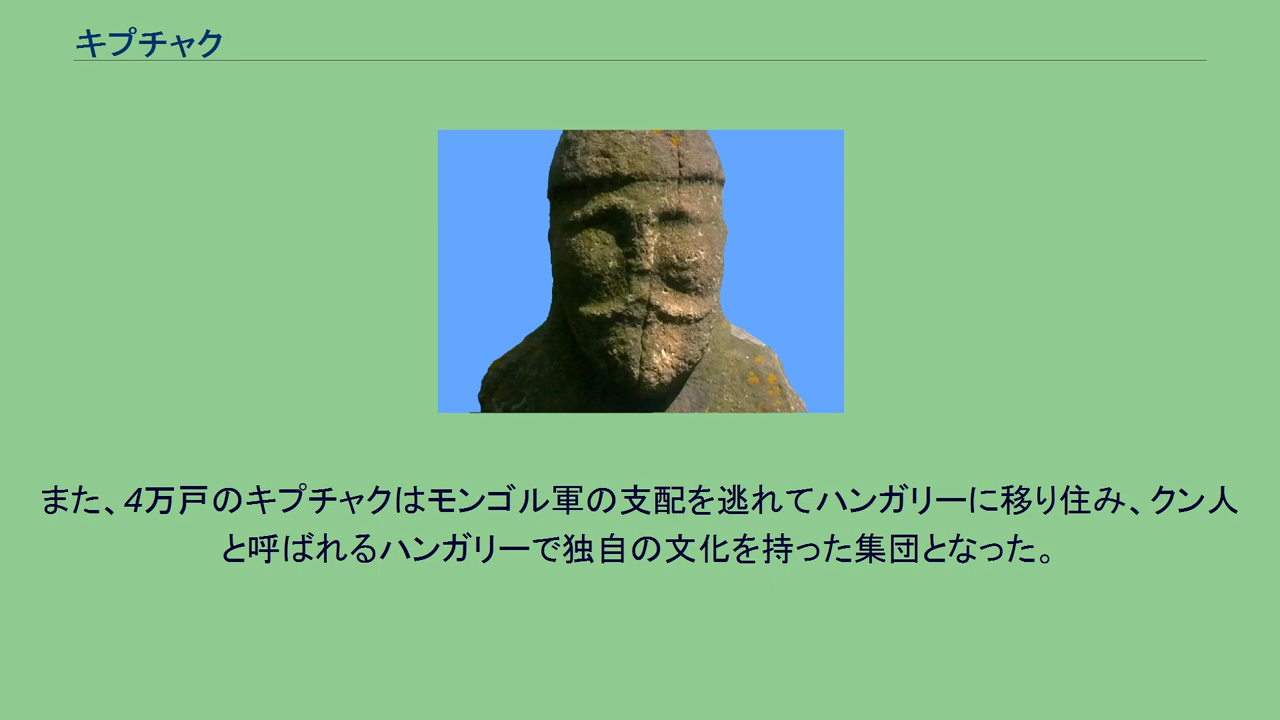 キプチャク
また、4万戸のキプチャクはモンゴル軍の支配を逃れてハンガリーに移り住み、クン人
と呼ばれるハンガリーで独自の文化を持った集団となった。